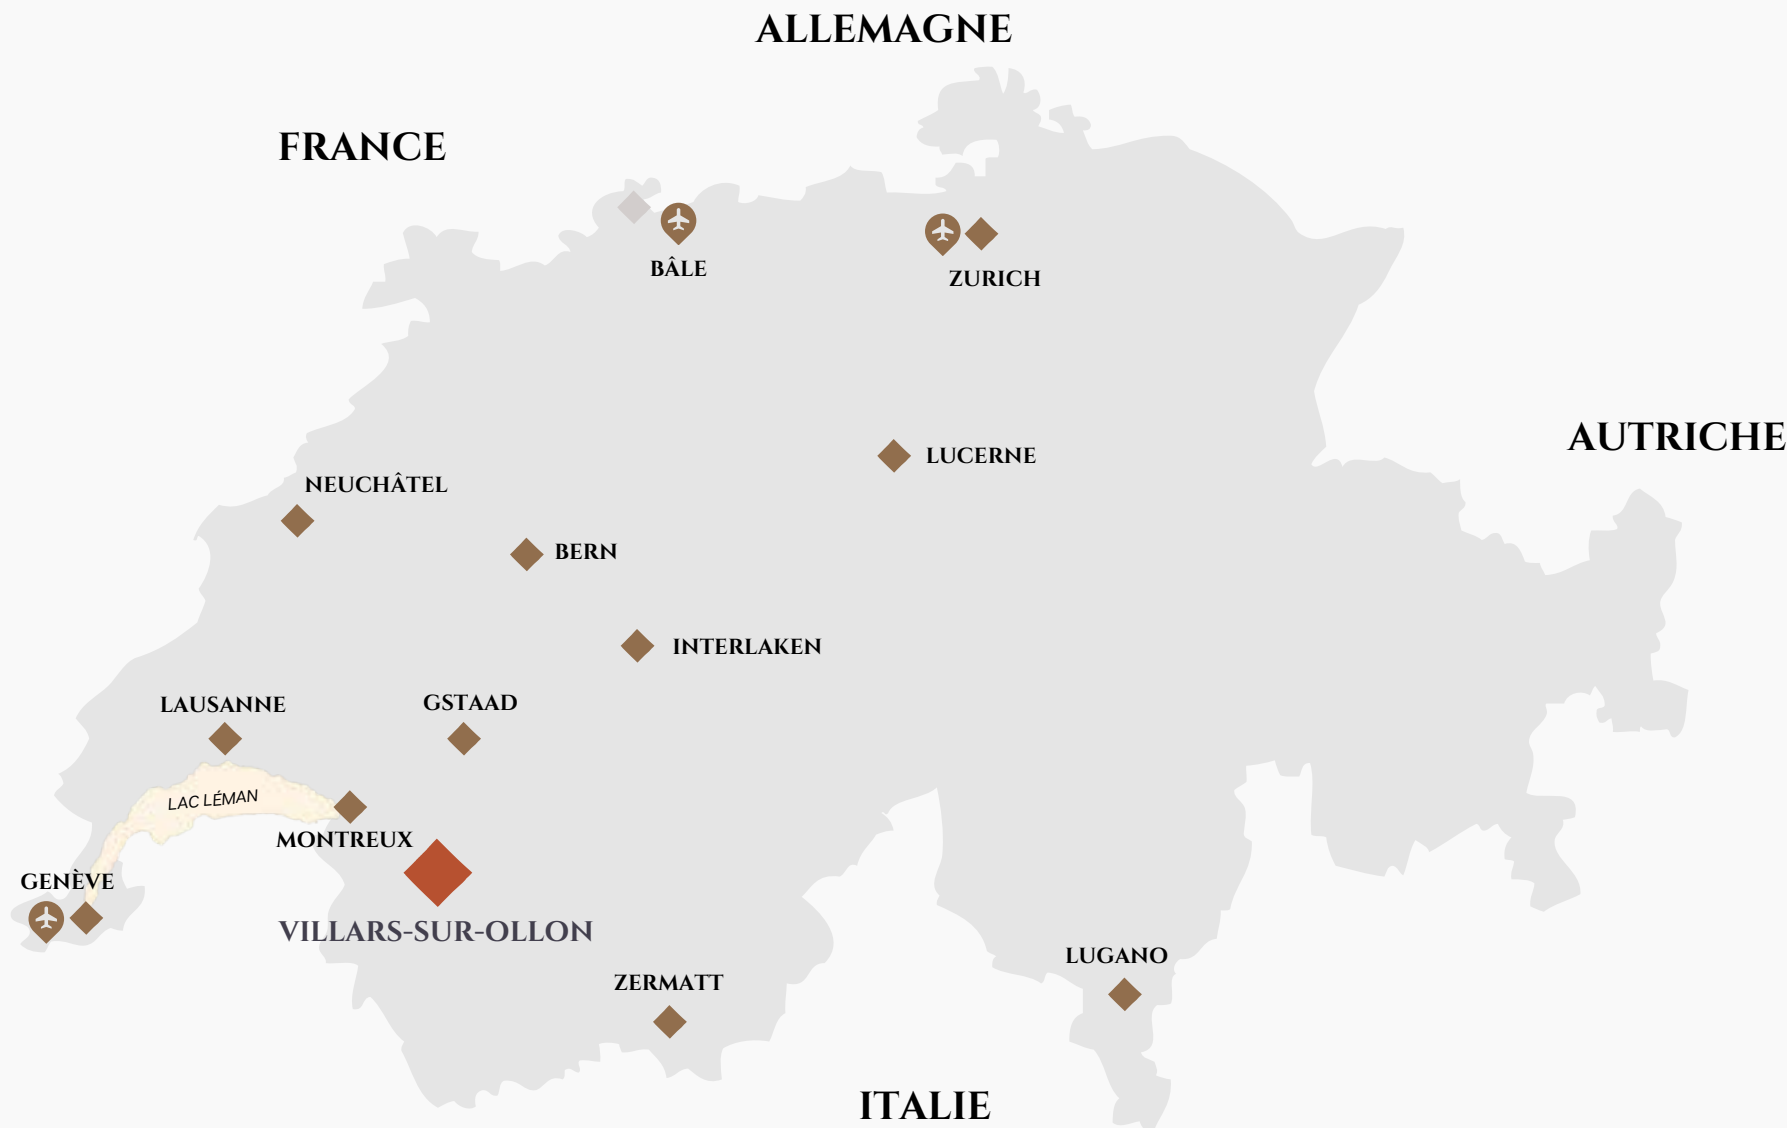 ALLEMAGNE
FRANCE
BÂLE
ZURICH
AUTRICHE
LUCERNE
NEUCHÂTEL
BERN
INTERLAKEN
LAUSANNE
GSTAAD
LAC LÉMAN
MONTREUX
GENÈVE
VILLARS-SUR-OLLON
LUGANO
ZERMATT
ITALIE